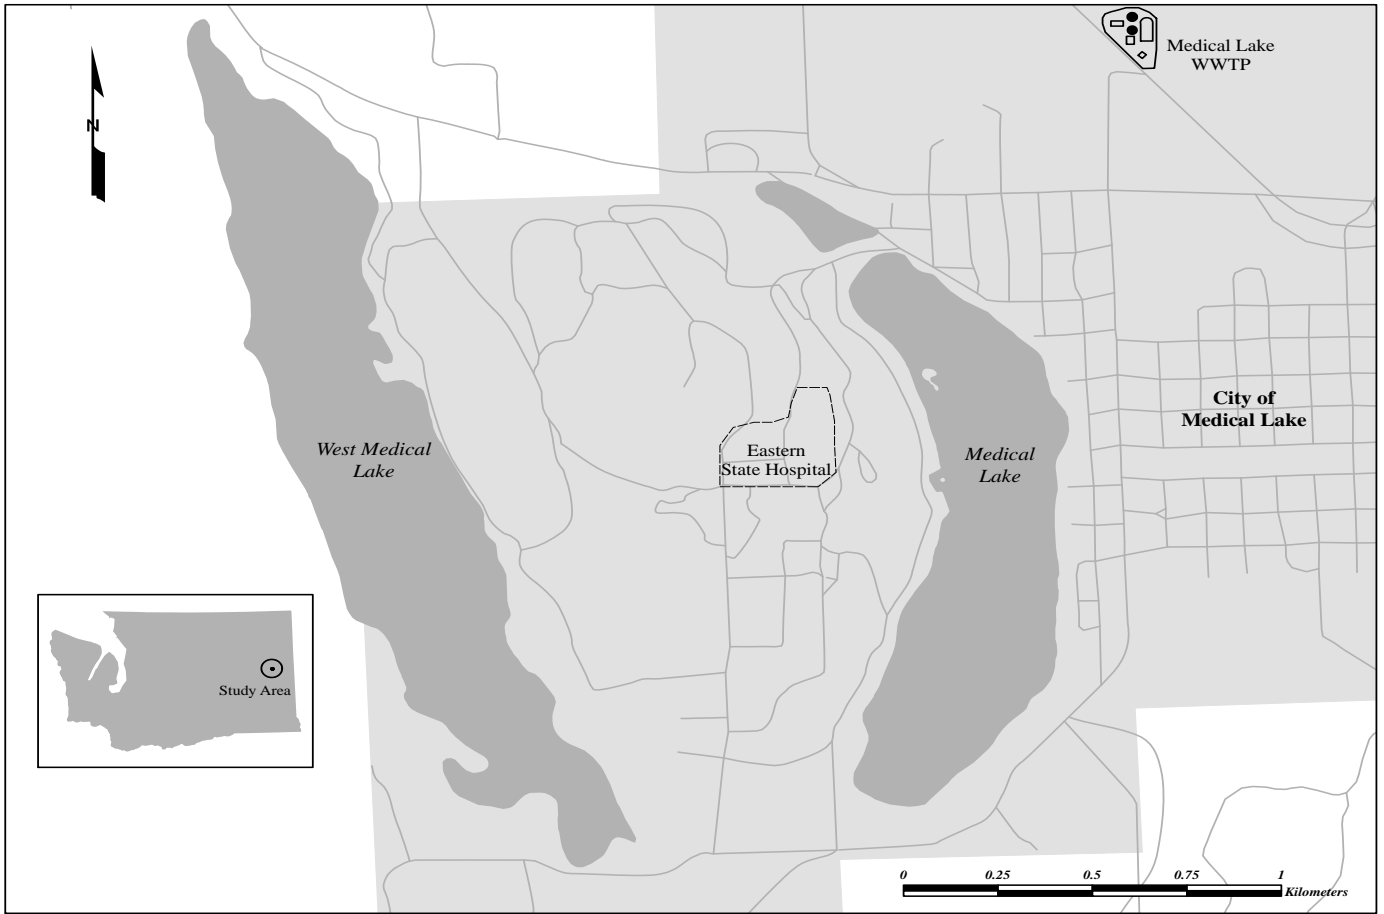 Medical Lake
WWTP
N
City of
Medical Lake
West Medical
Lake
Eastern
State Hospital
Medical
Lake
Study Area
0 0.25 0.5 0.75 1
Kilometers